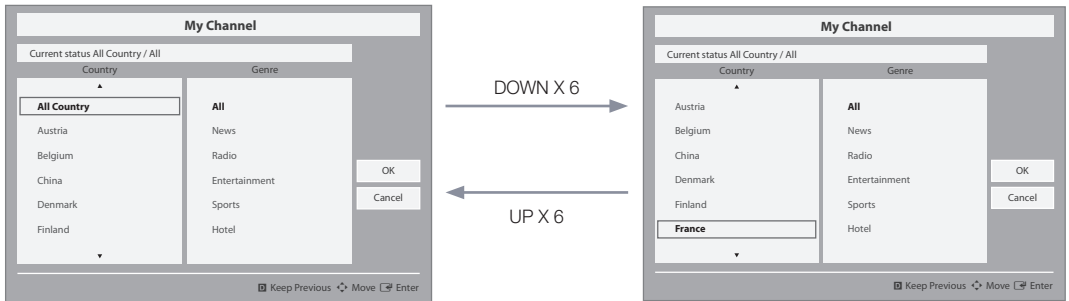 My Channel
Current status All Country / All
Country Genre
All Country All
Austria News
Belgium Radio
China Entertainment
Denmark Sports
Finland Hotel
OK
Cancel
D Keep Previous Move Enter
DOWN X 6
UP X 6
My Channel
Current status All Country / All
Country Genre
Austria All
Belgium News
China Radio
Denmark Entertainment
Finland Sports
France Hotel
OK
Cancel
D Keep Previous Move Enter